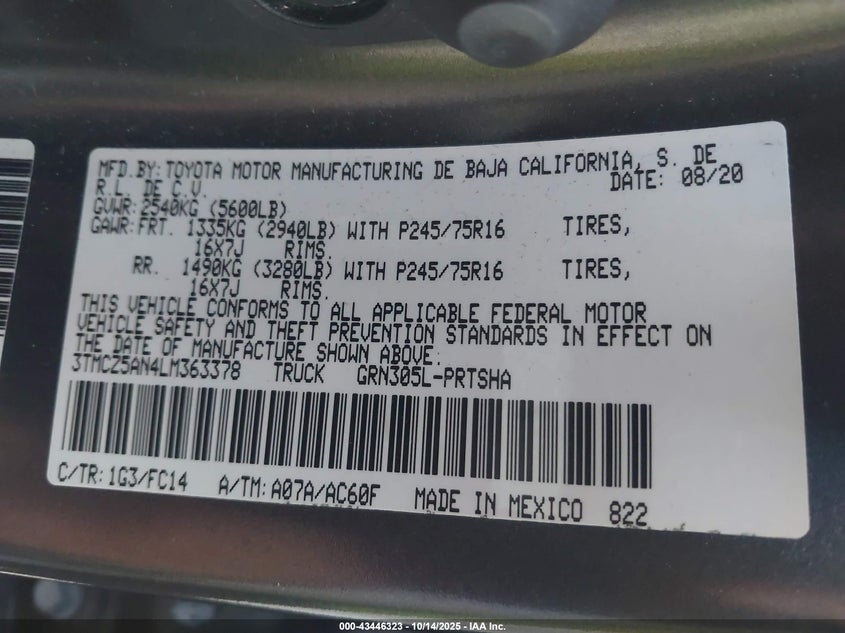 MFD. BY: TOYOTA MOTOR MANUFACTURING DE BAJA CALIFORNIA, S. DE
R.L. DE C.V. DATE: 08/20
GVWR: 2540KG (5600LB)
GAWR: FRT. 1335KG (2940LB) WITH P245/75R16 TIRES,
16X7J RIMS.
RR. 1490KG (3280LB) WITH P245/75R16 TIRES,
16X7J RIMS.
THIS VEHICLE CONFORMS TO ALL APPLICABLE FEDERAL MOTOR
VEHICLE SAFETY AND THEFT PREVENTION STANDARDS IN EFFECT ON
THE DATE OF MANUFACTURE SHOWN ABOVE:
3TMCZ5AN4LM363378 TRUCK GRN305L-PRTSHA
C/TR: 1G3/FC14 A/TM: A07A/AC60F MADE IN MEXICO 822
000-43446323 - 10/14/2025 - IAA Inc.